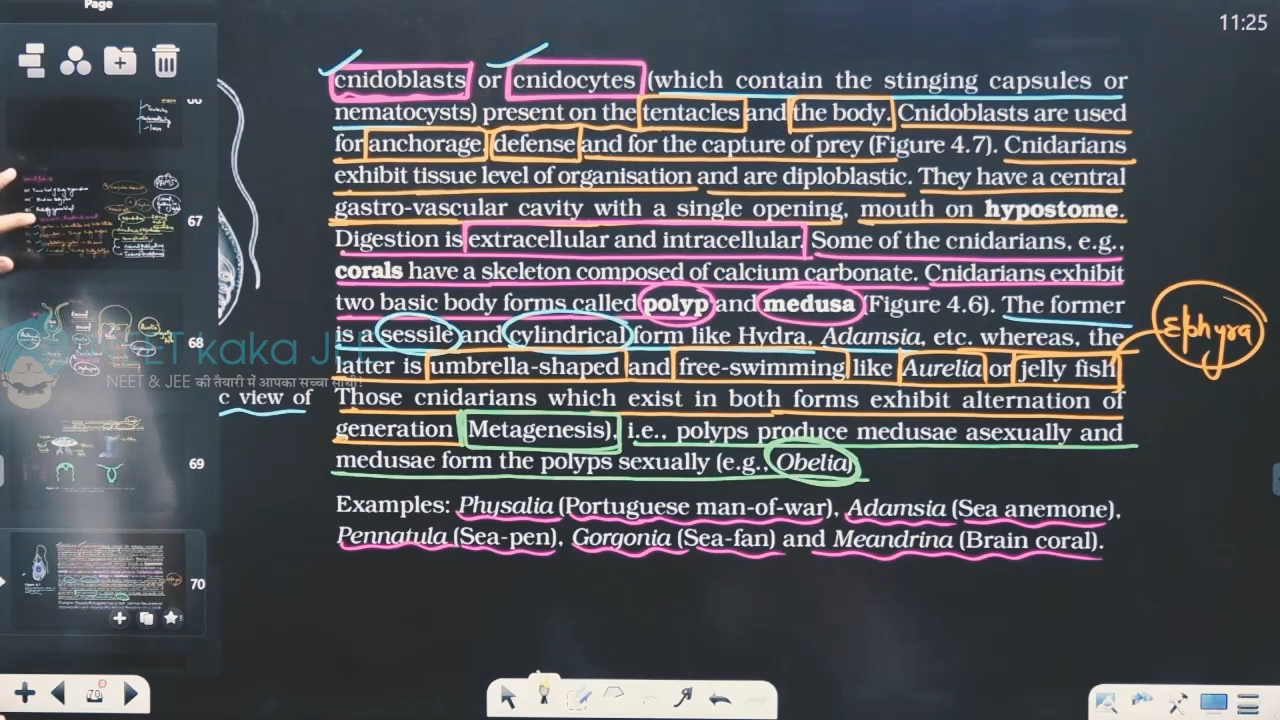 Page
11:25
cnidoblasts or cnidocytes (which contain the stinging capsules or
nematocysts) present on the tentacles and the body. Cnidoblasts are used
for anchorage, defense and for the capture of prey (Figure 4.7). Cnidarians
exhibit tissue level of organisation and are diploblastic. They have a central
gastro-vascular cavity with a single opening, mouth on hypostome.
Digestion is extracellular and intracellular. Some of the cnidarians, e.g.,
corals have a skeleton composed of calcium carbonate. Cnidarians exhibit
two basic body forms called polyp and medusa (Figure 4.6). The former
is a sessile and cylindrical form like Hydra, Adamsia, etc. whereas, the
latter is umbrella-shaped and free-swimming like Aurelia or jelly fish.
Those cnidarians which exist in both forms exhibit alternation of
generation (Metagenesis), i.e., polyps produce medusae asexually and
medusae form the polyps sexually (e.g., Obelia).
Examples: Physalia (Portuguese man-of-war), Adamsia (Sea anemone),
Pennatula (Sea-pen), Gorgonia (Sea-fan) and Meandrina (Brain coral).
Ephyra
c view of
kaka
NEET & JEE की तैयारी में आपका सच्चा साथी!
67
68
69
70
70